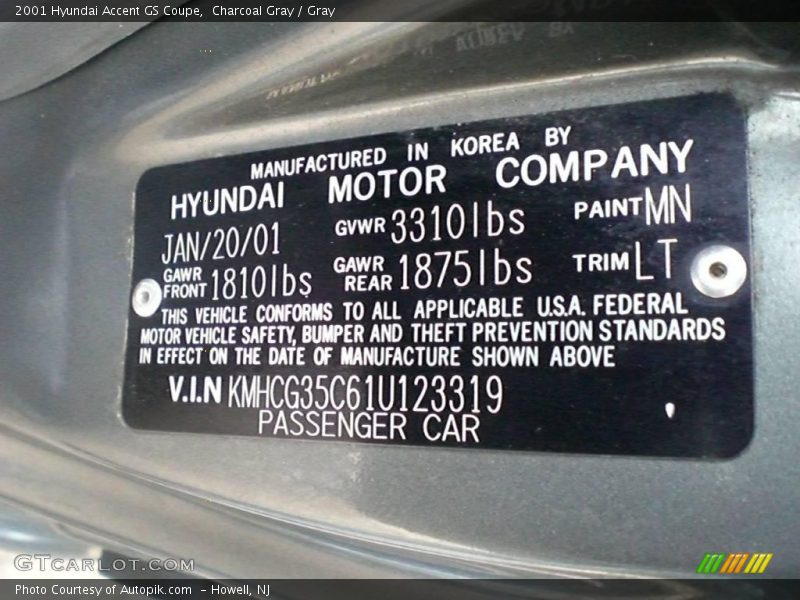 2001 Hyundai Accent GS Coupe,  Charcoal Gray / Gray
MANUFACTURED IN KOREA BY
HYUNDAI MOTOR COMPANY
JAN/20/01 GVWR 3310lbs PAINT MN
GAWR FRONT 1810lbs GAWR REAR 1875lbs TRIM LT
THIS VEHICLE CONFORMS TO ALL APPLICABLE U.S.A. FEDERAL
MOTOR VEHICLE SAFETY, BUMPER AND THEFT PREVENTION STANDARDS
IN EFFECT ON THE DATE OF MANUFACTURE SHOWN ABOVE
V.I.N KMHCG35C61U123319
PASSENGER CAR
GTCARLOT.COM
Photo Courtesy of Autopik.com  – Howell, NJ